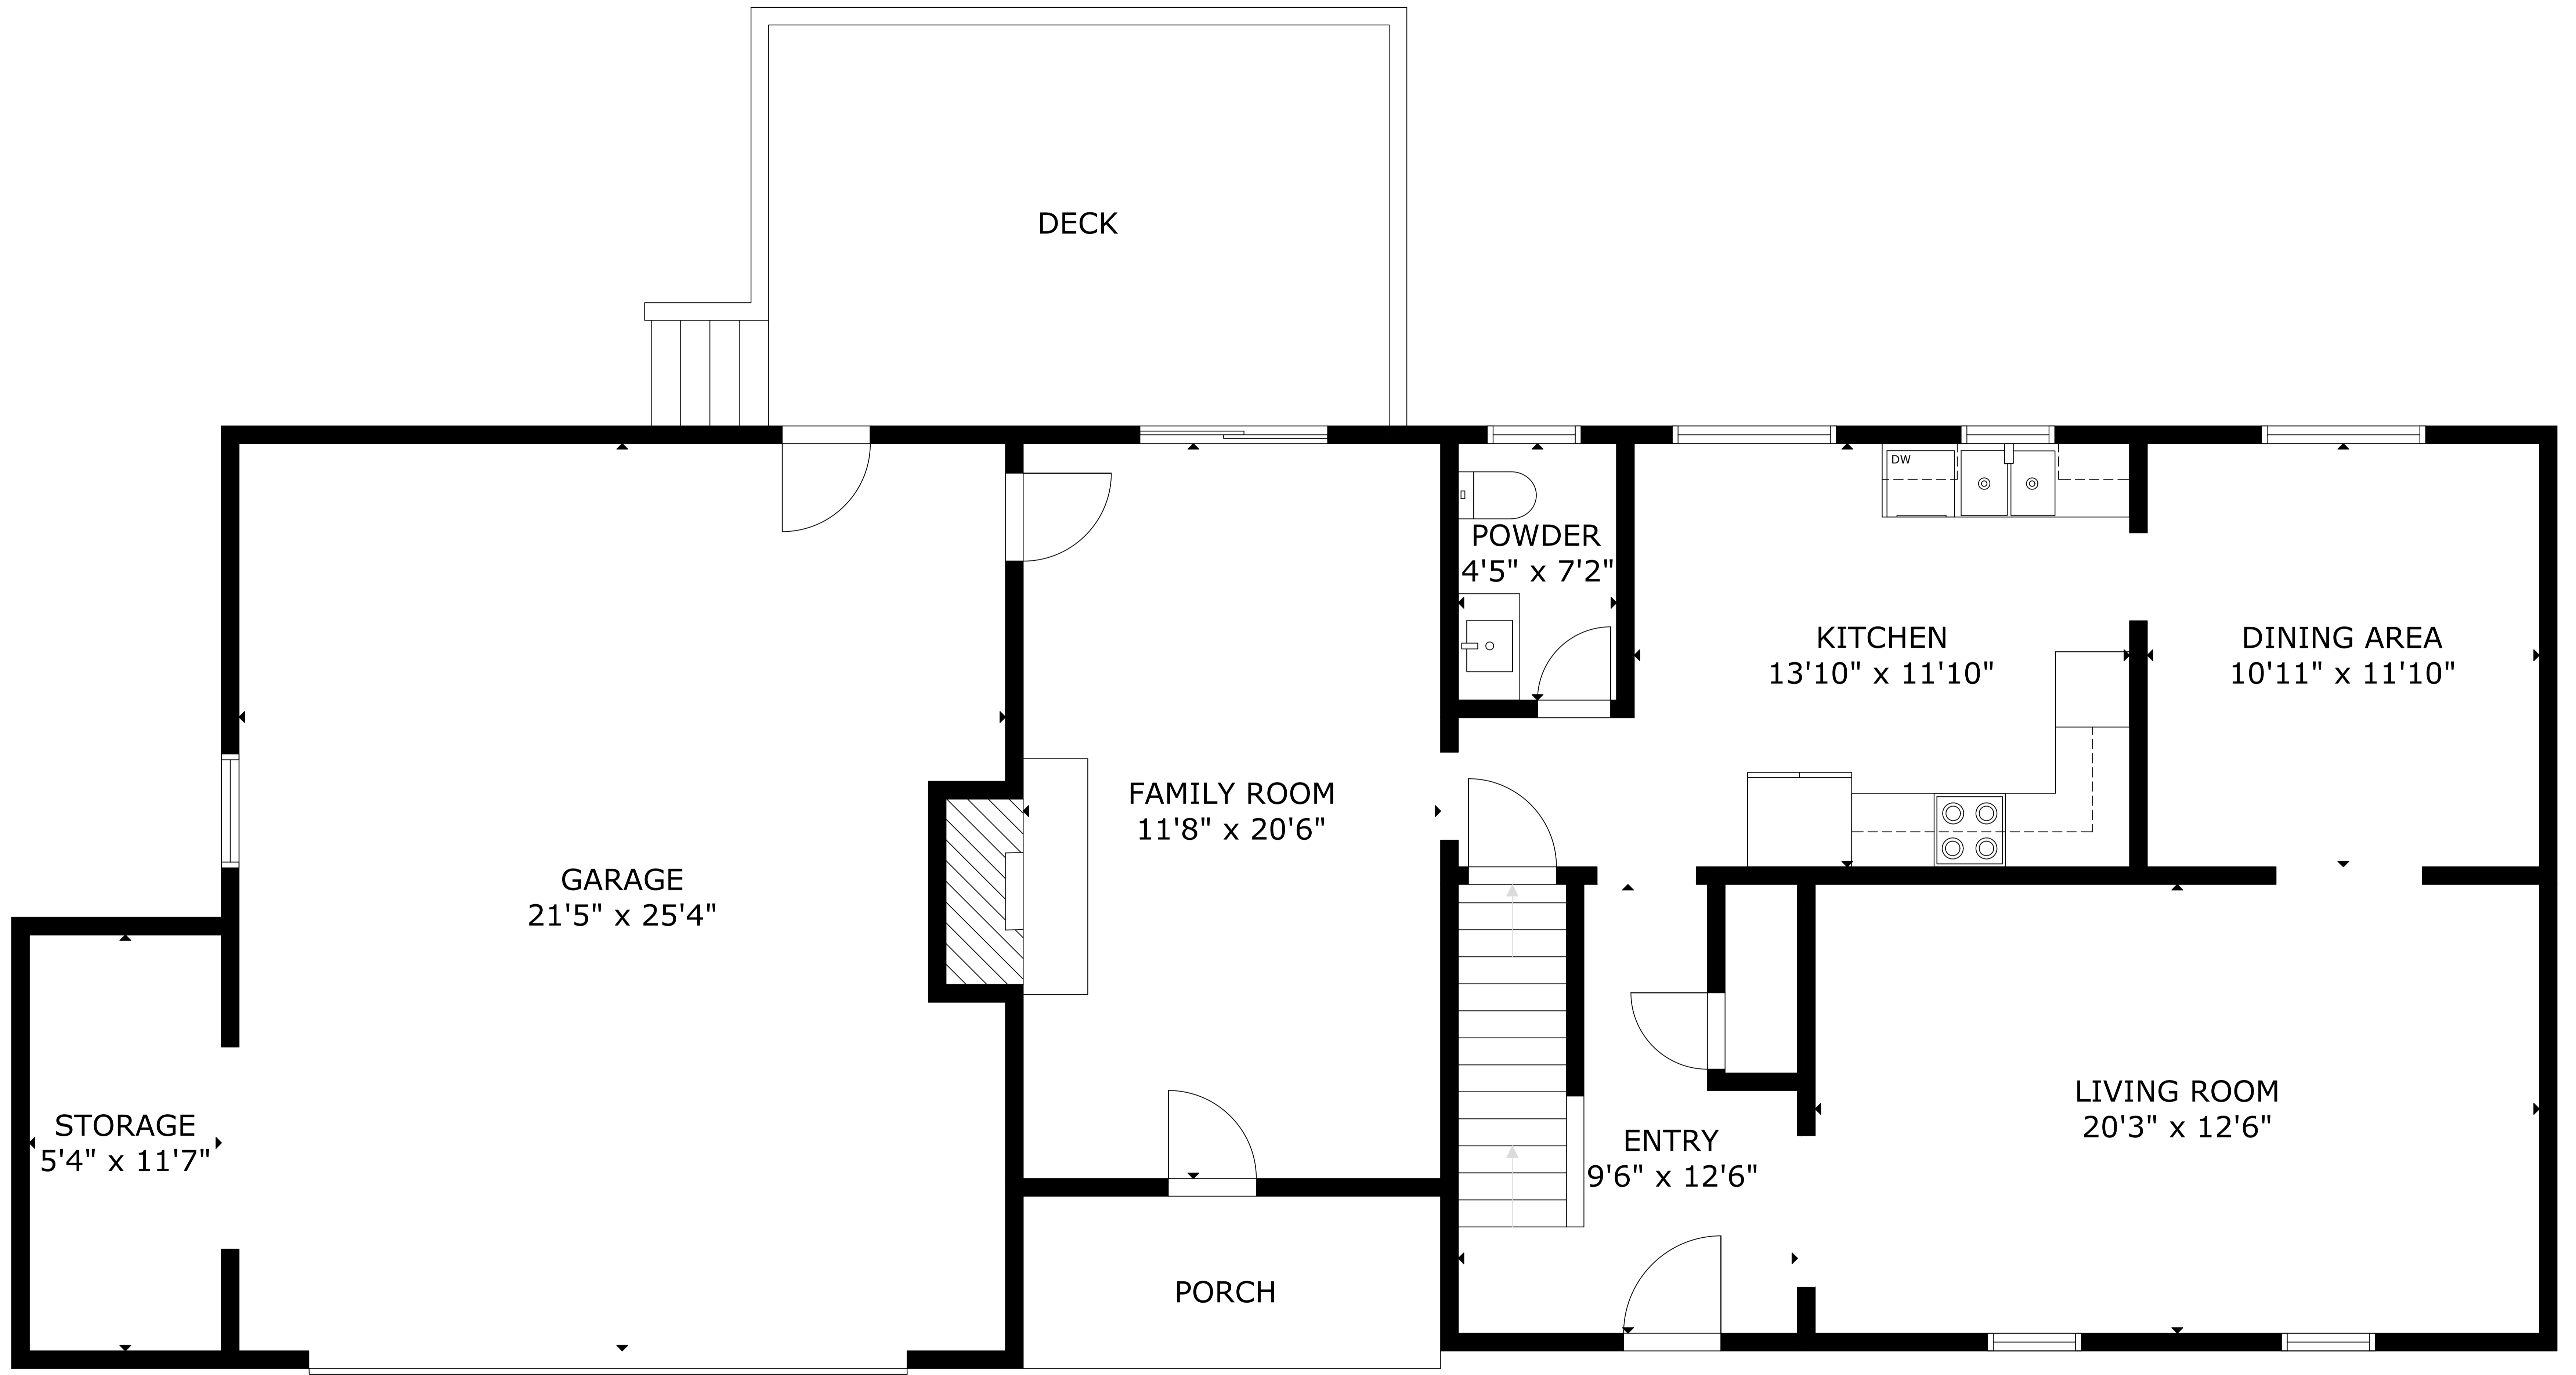 DECK
DW
POWDER
4'5" x 7'2"
KITCHEN
13'10" x 11'10"
DINING AREA
10'11" x 11'10"
FAMILY ROOM
11'8" x 20'6"
GARAGE
21'5" x 25'4"
STORAGE
5'4" x 11'7"
ENTRY
9'6" x 12'6"
LIVING ROOM
20'3" x 12'6"
PORCH